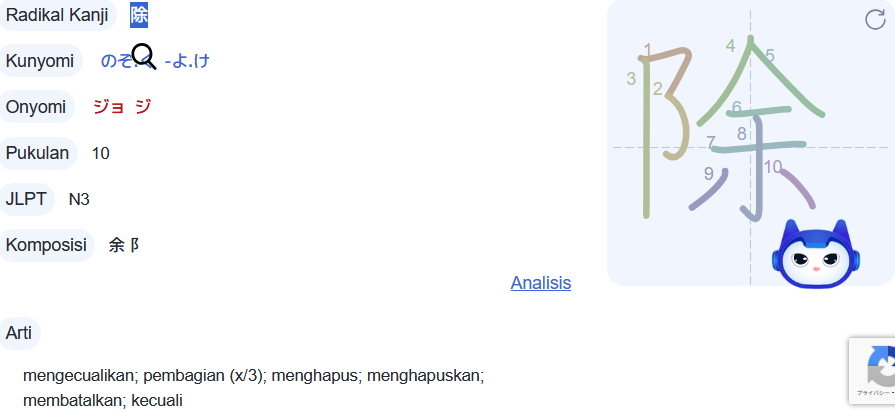 Radikal Kanji 除
Kunyomi のぞ.く -よ.け
Onyomi ジョ ジ
Pukulan 10
JLPT N3
Komposisi 余 阝
Analisis
Arti
mengecualikan; pembagian (x/3); menghapus; menghapuskan;
membatalkan; kecuali
1
2
3
4
5
6
7
8
9
10
プライバシー -